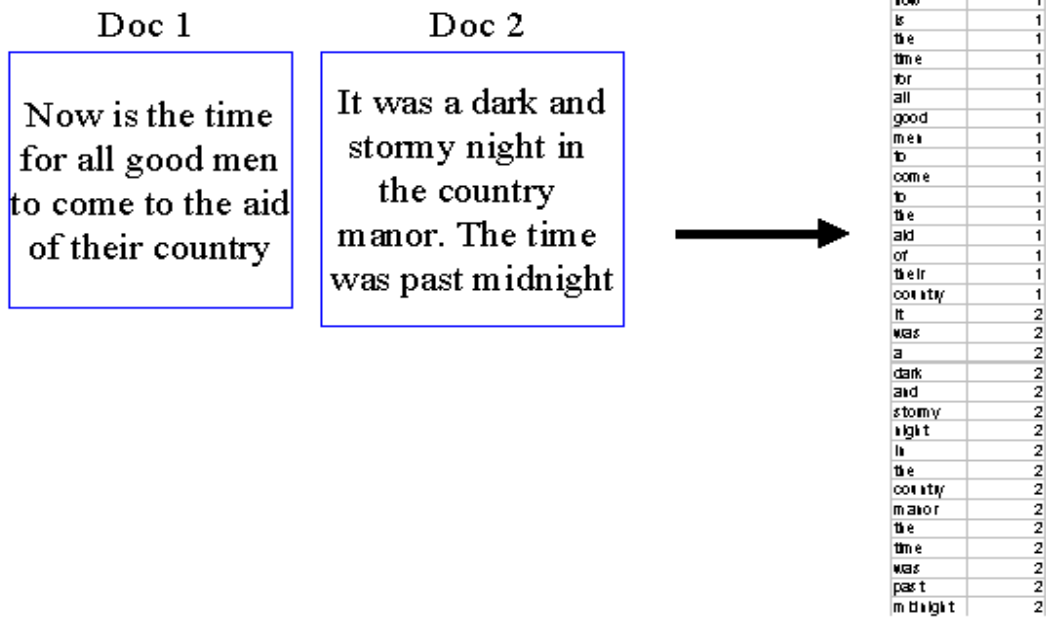 Doc 1
Now is the time
for all good men
to come to the aid
of their country
Doc 2
It was a dark and
stormy night in
the country
manor. The time
was past midnight
now 1
is 1
the 1
time 1
for 1
all 1
good 1
men 1
to 1
come 1
to 1
the 1
aid 1
of 1
their 1
country 1
it 2
was 2
a 2
dark 2
and 2
stormy 2
night 2
in 2
the 2
country 2
manor 2
the 2
time 2
was 2
past 2
midnight 2